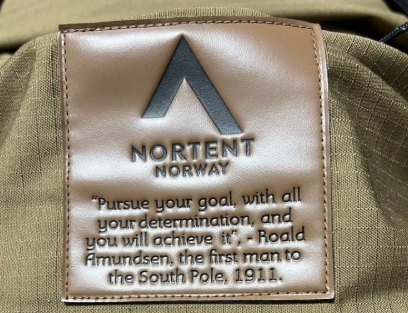 NORTENT
NORWAY
"Pursue your goal, with all
your determination, and
you will achieve it", - Roald
Amundsen, the first man to
the South Pole, 1911.